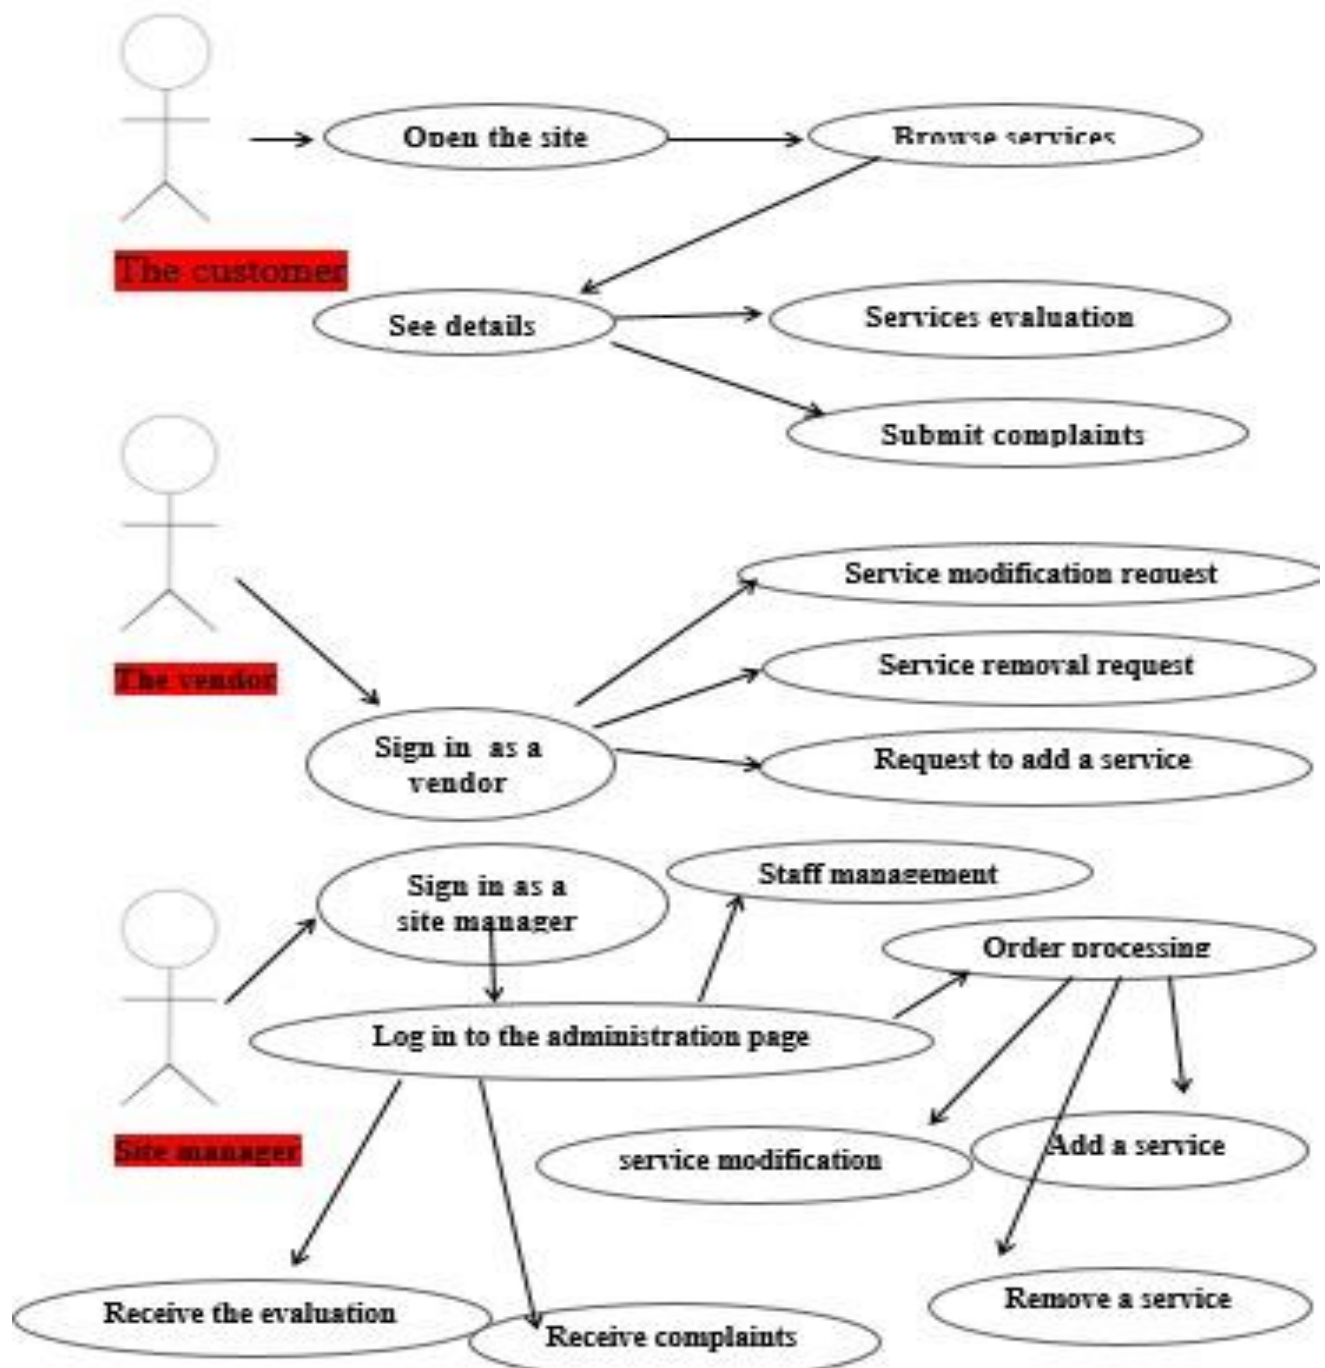 Open the site
Browse services
The customer
See details
Services evaluation
Submit complaints
Service modification request
The vendor
Service removal request
Sign in as a
vendor
Request to add a service
Sign in as a
site manager
Staff management
Order processing
Log in to the administration page
Site manager
service modification
Add a service
Receive the evaluation
Remove a service
Receive complaints